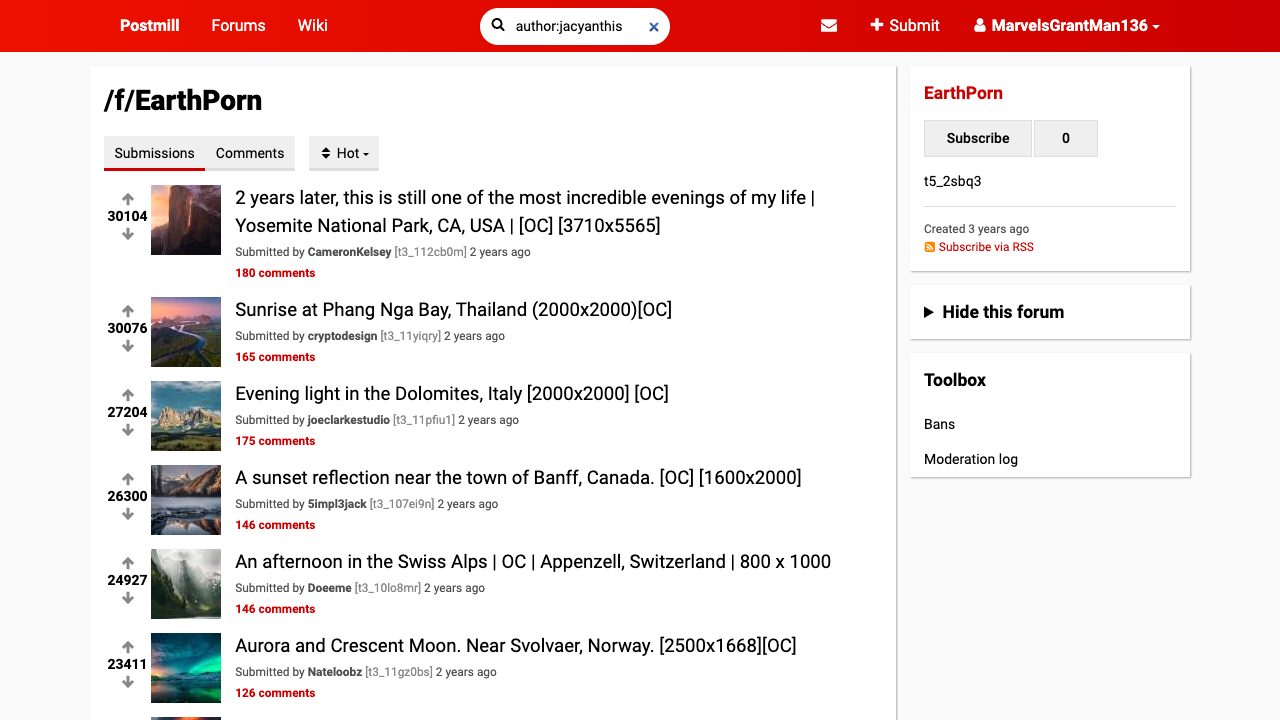 Postmill
Forums
Wiki
author:jacyanthis
Submit
MarvelsGrantMan136
/f/EarthPorn
Submissions
Comments
Hot
30104
2 years later, this is still one of the most incredible evenings of my life |
Yosemite National Park, CA, USA | [OC] [3710x5565]
Submitted by CameronKelsey [t3_112cb0m] 2 years ago
180 comments
30076
Sunrise at Phang Nga Bay, Thailand (2000x2000)[OC]
Submitted by cryptodesign [t3_11yiqry] 2 years ago
165 comments
27204
Evening light in the Dolomites, Italy [2000x2000] [OC]
Submitted by joeclarkestudio [t3_11pfiu1] 2 years ago
175 comments
26300
A sunset reflection near the town of Banff, Canada. [OC] [1600x2000]
Submitted by 5impl3jack [t3_107ei9n] 2 years ago
146 comments
24927
An afternoon in the Swiss Alps | OC | Appenzell, Switzerland | 800 x 1000
Submitted by Doeeme [t3_10lo8mr] 2 years ago
146 comments
23411
Aurora and Crescent Moon. Near Svolvaer, Norway. [2500x1668][OC]
Submitted by Nateloobz [t3_11gz0bs] 2 years ago
126 comments
EarthPorn
Subscribe
0
t5_2sbq3
Created 3 years ago
Subscribe via RSS
Hide this forum
Toolbox
Bans
Moderation log